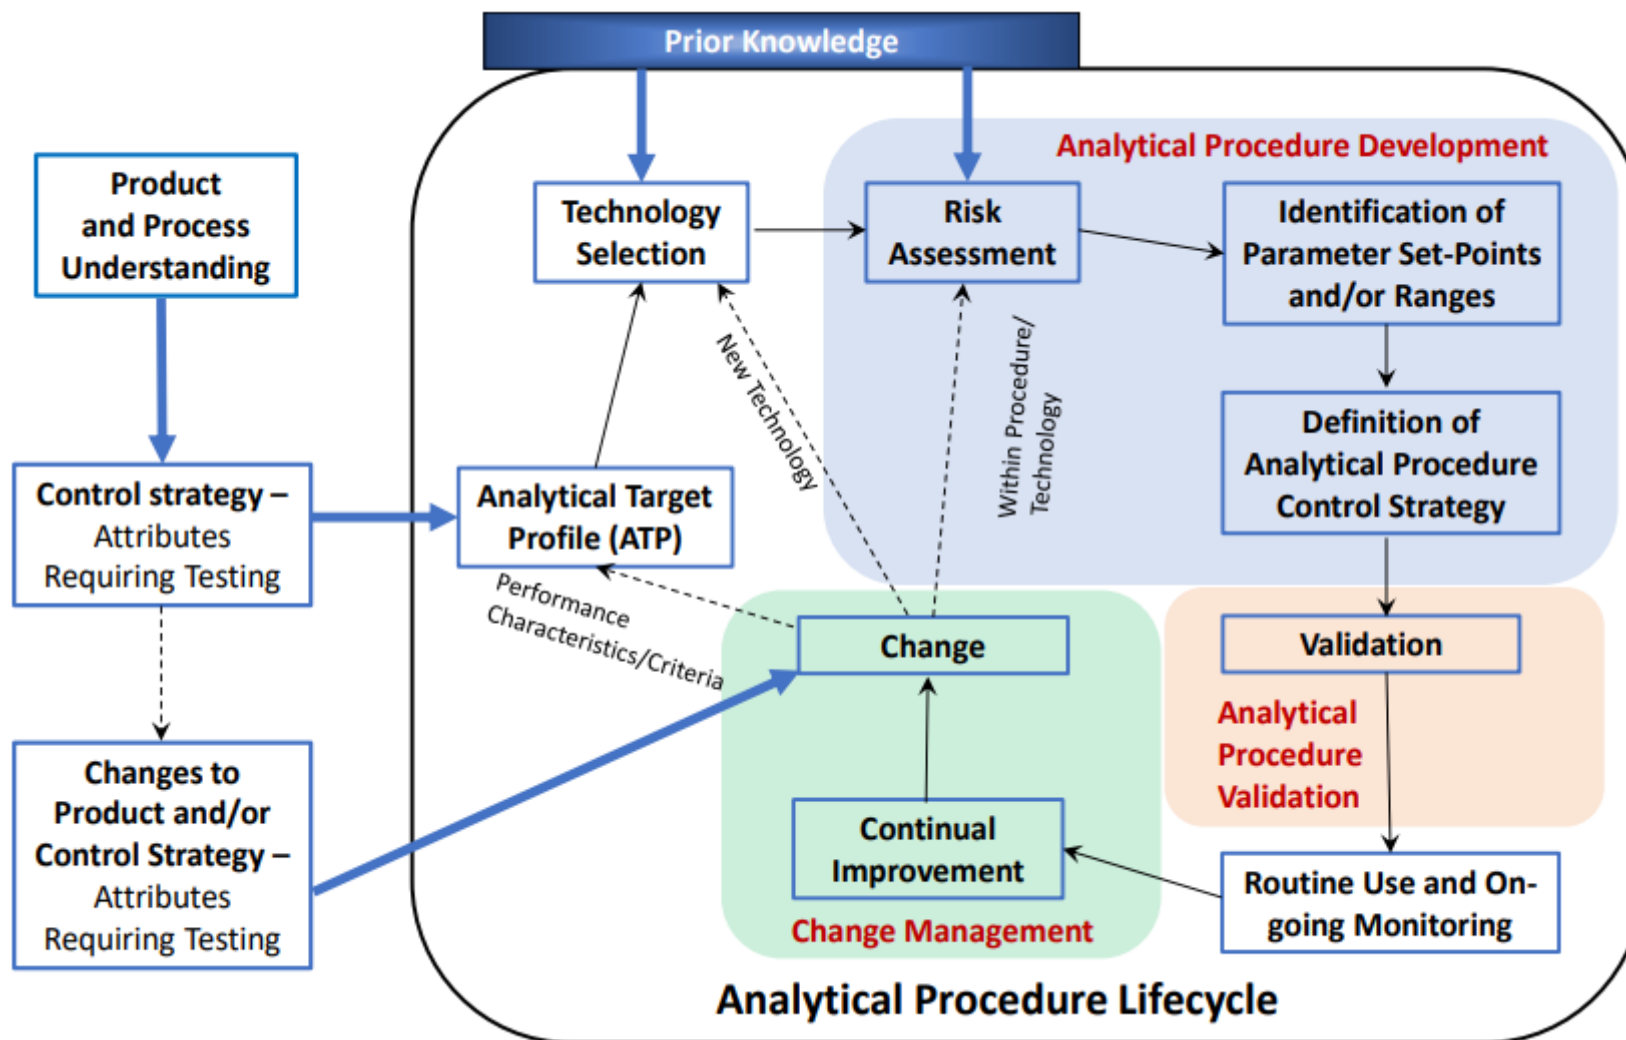 Prior Knowledge
Analytical Procedure Development
Product
and Process
Understanding
Technology
Selection
Risk
Assessment
Identification of
Parameter Set-Points
and/or Ranges
New Technology
Within Procedure/
Technology
Control strategy –
Attributes
Requiring Testing
Analytical Target
Profile (ATP)
Definition of
Analytical Procedure
Control Strategy
Performance
Characteristics/Criteria
Change
Validation
Analytical
Procedure
Validation
Changes to
Product and/or
Control Strategy –
Attributes
Requiring Testing
Continual
Improvement
Routine Use and On-
going Monitoring
Change Management
Analytical Procedure Lifecycle